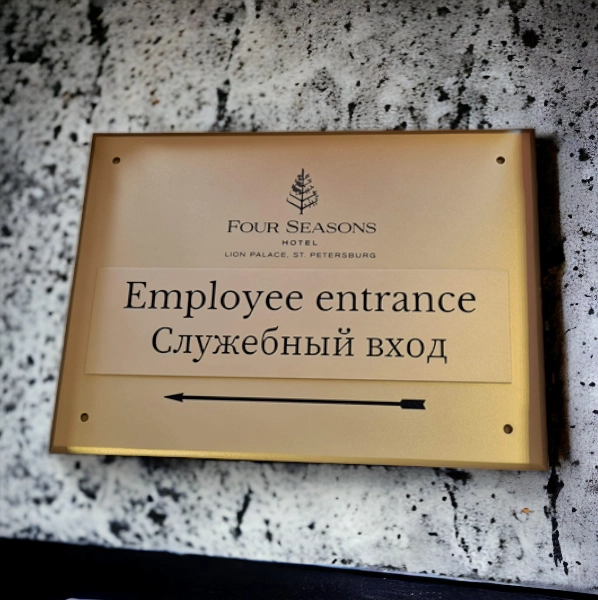 FOUR SEASONS
HOTEL
LION PALACE, ST. PETERSBURG
Employee entrance
Служебный вход